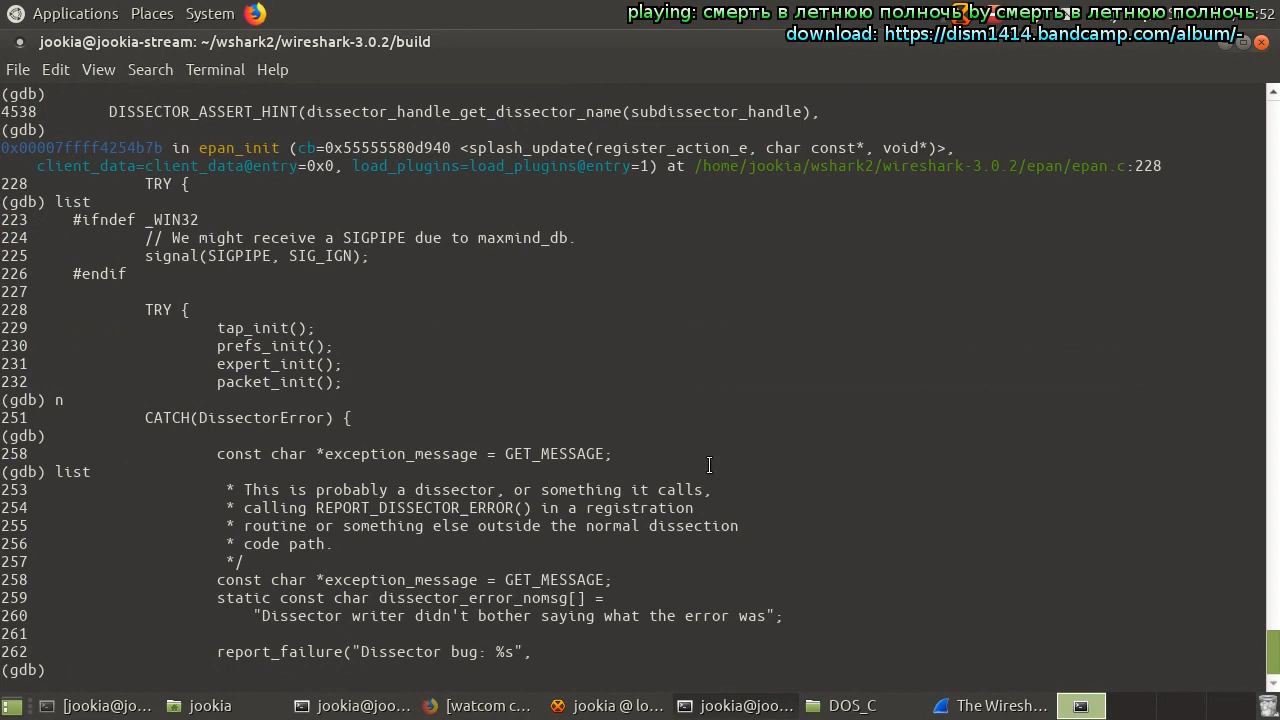 Applications Places System
playing: смерть в летнюю полночь by смерть в летнюю полночь
:52
download: https://dism1414.bandcamp.com/album/-
jookia@jookia-stream: ~/wshark2/wireshark-3.0.2/build
File Edit View Search Terminal Help
(gdb)
4538 DISSECTOR_ASSERT_HINT(dissector_handle_get_dissector_name(subdissector_handle),
(gdb)
0x00007ffff4254b7b in epan_init (cb=0x55555580d940 <splash_update(register_action_e, char const*, void*)>,
client_data=client_data@entry=0x0, load_plugins=load_plugins@entry=1) at /home/jookia/wshark2/wireshark-3.0.2/epan/epan.c:228
228 TRY {
(gdb) list
223 #ifndef _WIN32
224 // We might receive a SIGPIPE due to maxmind_db.
225 signal(SIGPIPE, SIG_IGN);
226 #endif
227
228 TRY {
229 tap_init();
230 prefs_init();
231 expert_init();
232 packet_init();
(gdb) n
251 CATCH(DissectorError) {
(gdb)
258 const char *exception_message = GET_MESSAGE;
(gdb) list
253 * This is probably a dissector, or something it calls,
254 * calling REPORT_DISSECTOR_ERROR() in a registration
255 * routine or something else outside the normal dissection
256 * code path.
257 */
258 const char *exception_message = GET_MESSAGE;
259 static const char dissector_error_nomsg[] =
260 "Dissector writer didn't bother saying what the error was";
261
262 report_failure("Dissector bug: %s",
(gdb)
[jookia@jo... jookia jookia@joo... [watcom c... jookia @ lo... jookia@joo... DOS_C The Wiresh...